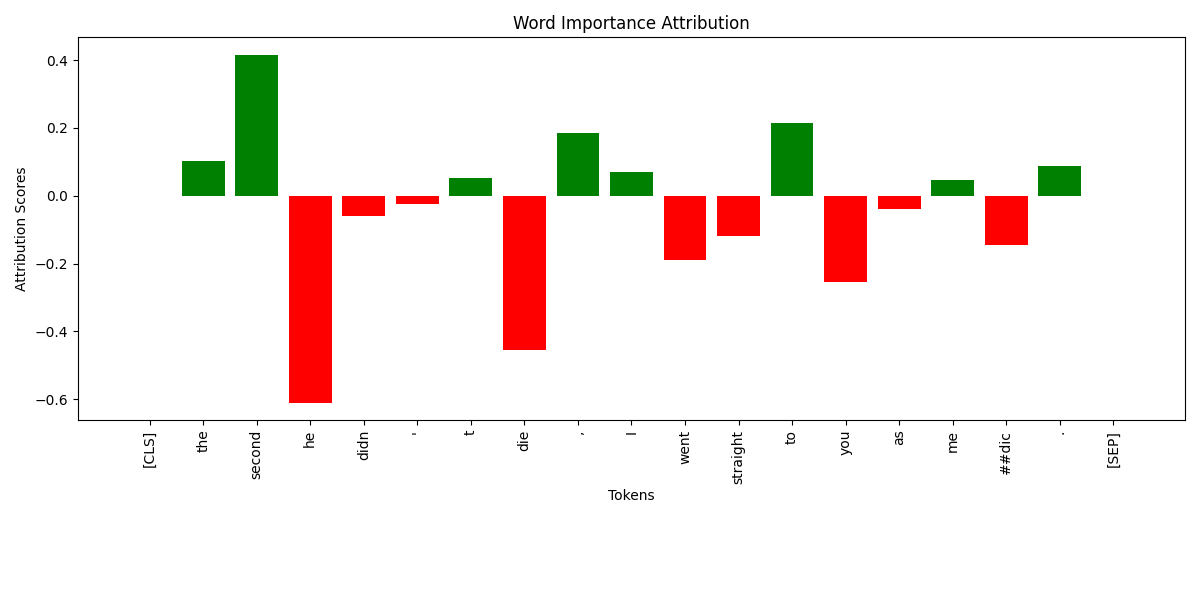 Word Importance Attribution
0.4
0.2
0.0
−0.2
−0.4
−0.6
Attribution Scores
[CLS]
the
second
he
didn
'
t
die
,
I
went
straight
to
you
as
me
##dic
.
[SEP]
Tokens